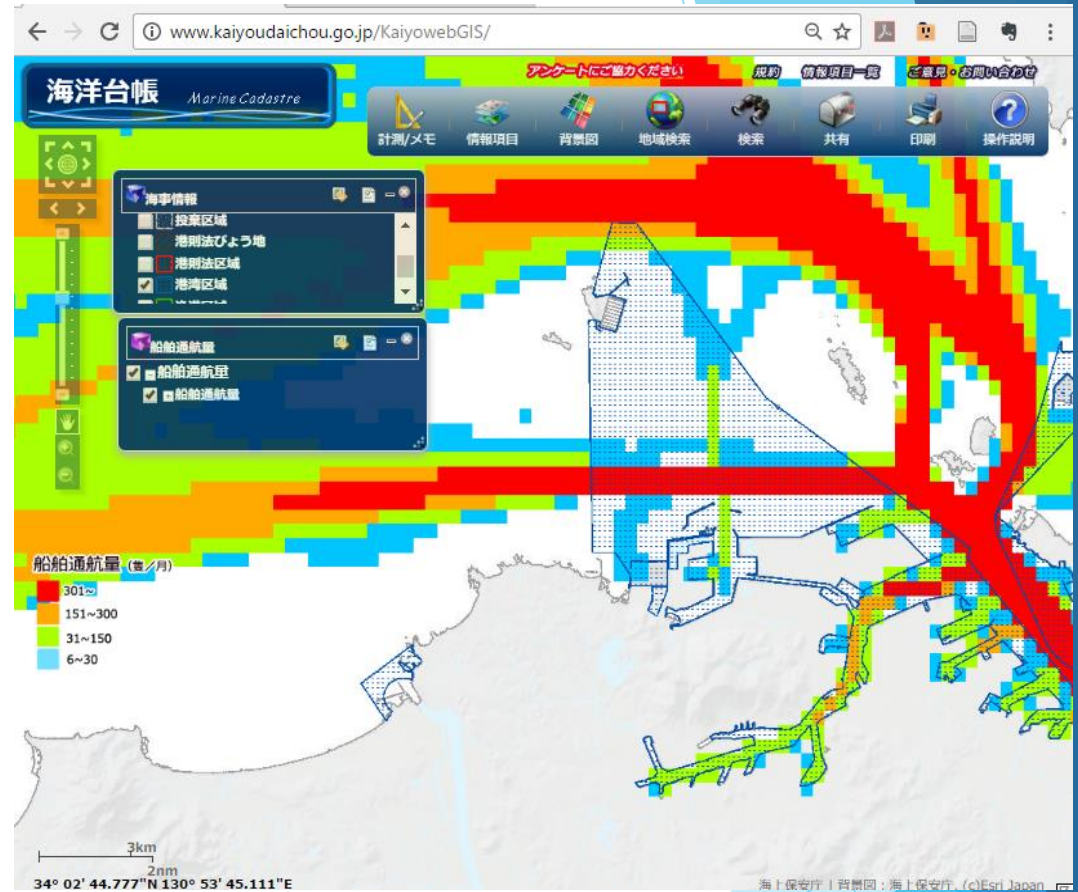 www.kaiyoudaichou.go.jp/KaiyowebGIS/
海洋台帳 Marine Cadastre
アンケートにご協力ください 規約 情報項目一覧 ご意見・お問い合わせ
計測/メモ 情報項目 背景図 地域検索 検索 共有 印刷 操作説明
海事情報
投棄区域
港則法びょう地
港則法区域
港湾区域
船舶通航量
船舶通航量
船舶通航量
船舶通航量 (隻/月)
301~
151~300
31~150
6~30
3km
2nm
34° 02' 44.777"N 130° 53' 45.111"E
海上保安庁 | 背景図:海上保安庁, (c)Esri Japan